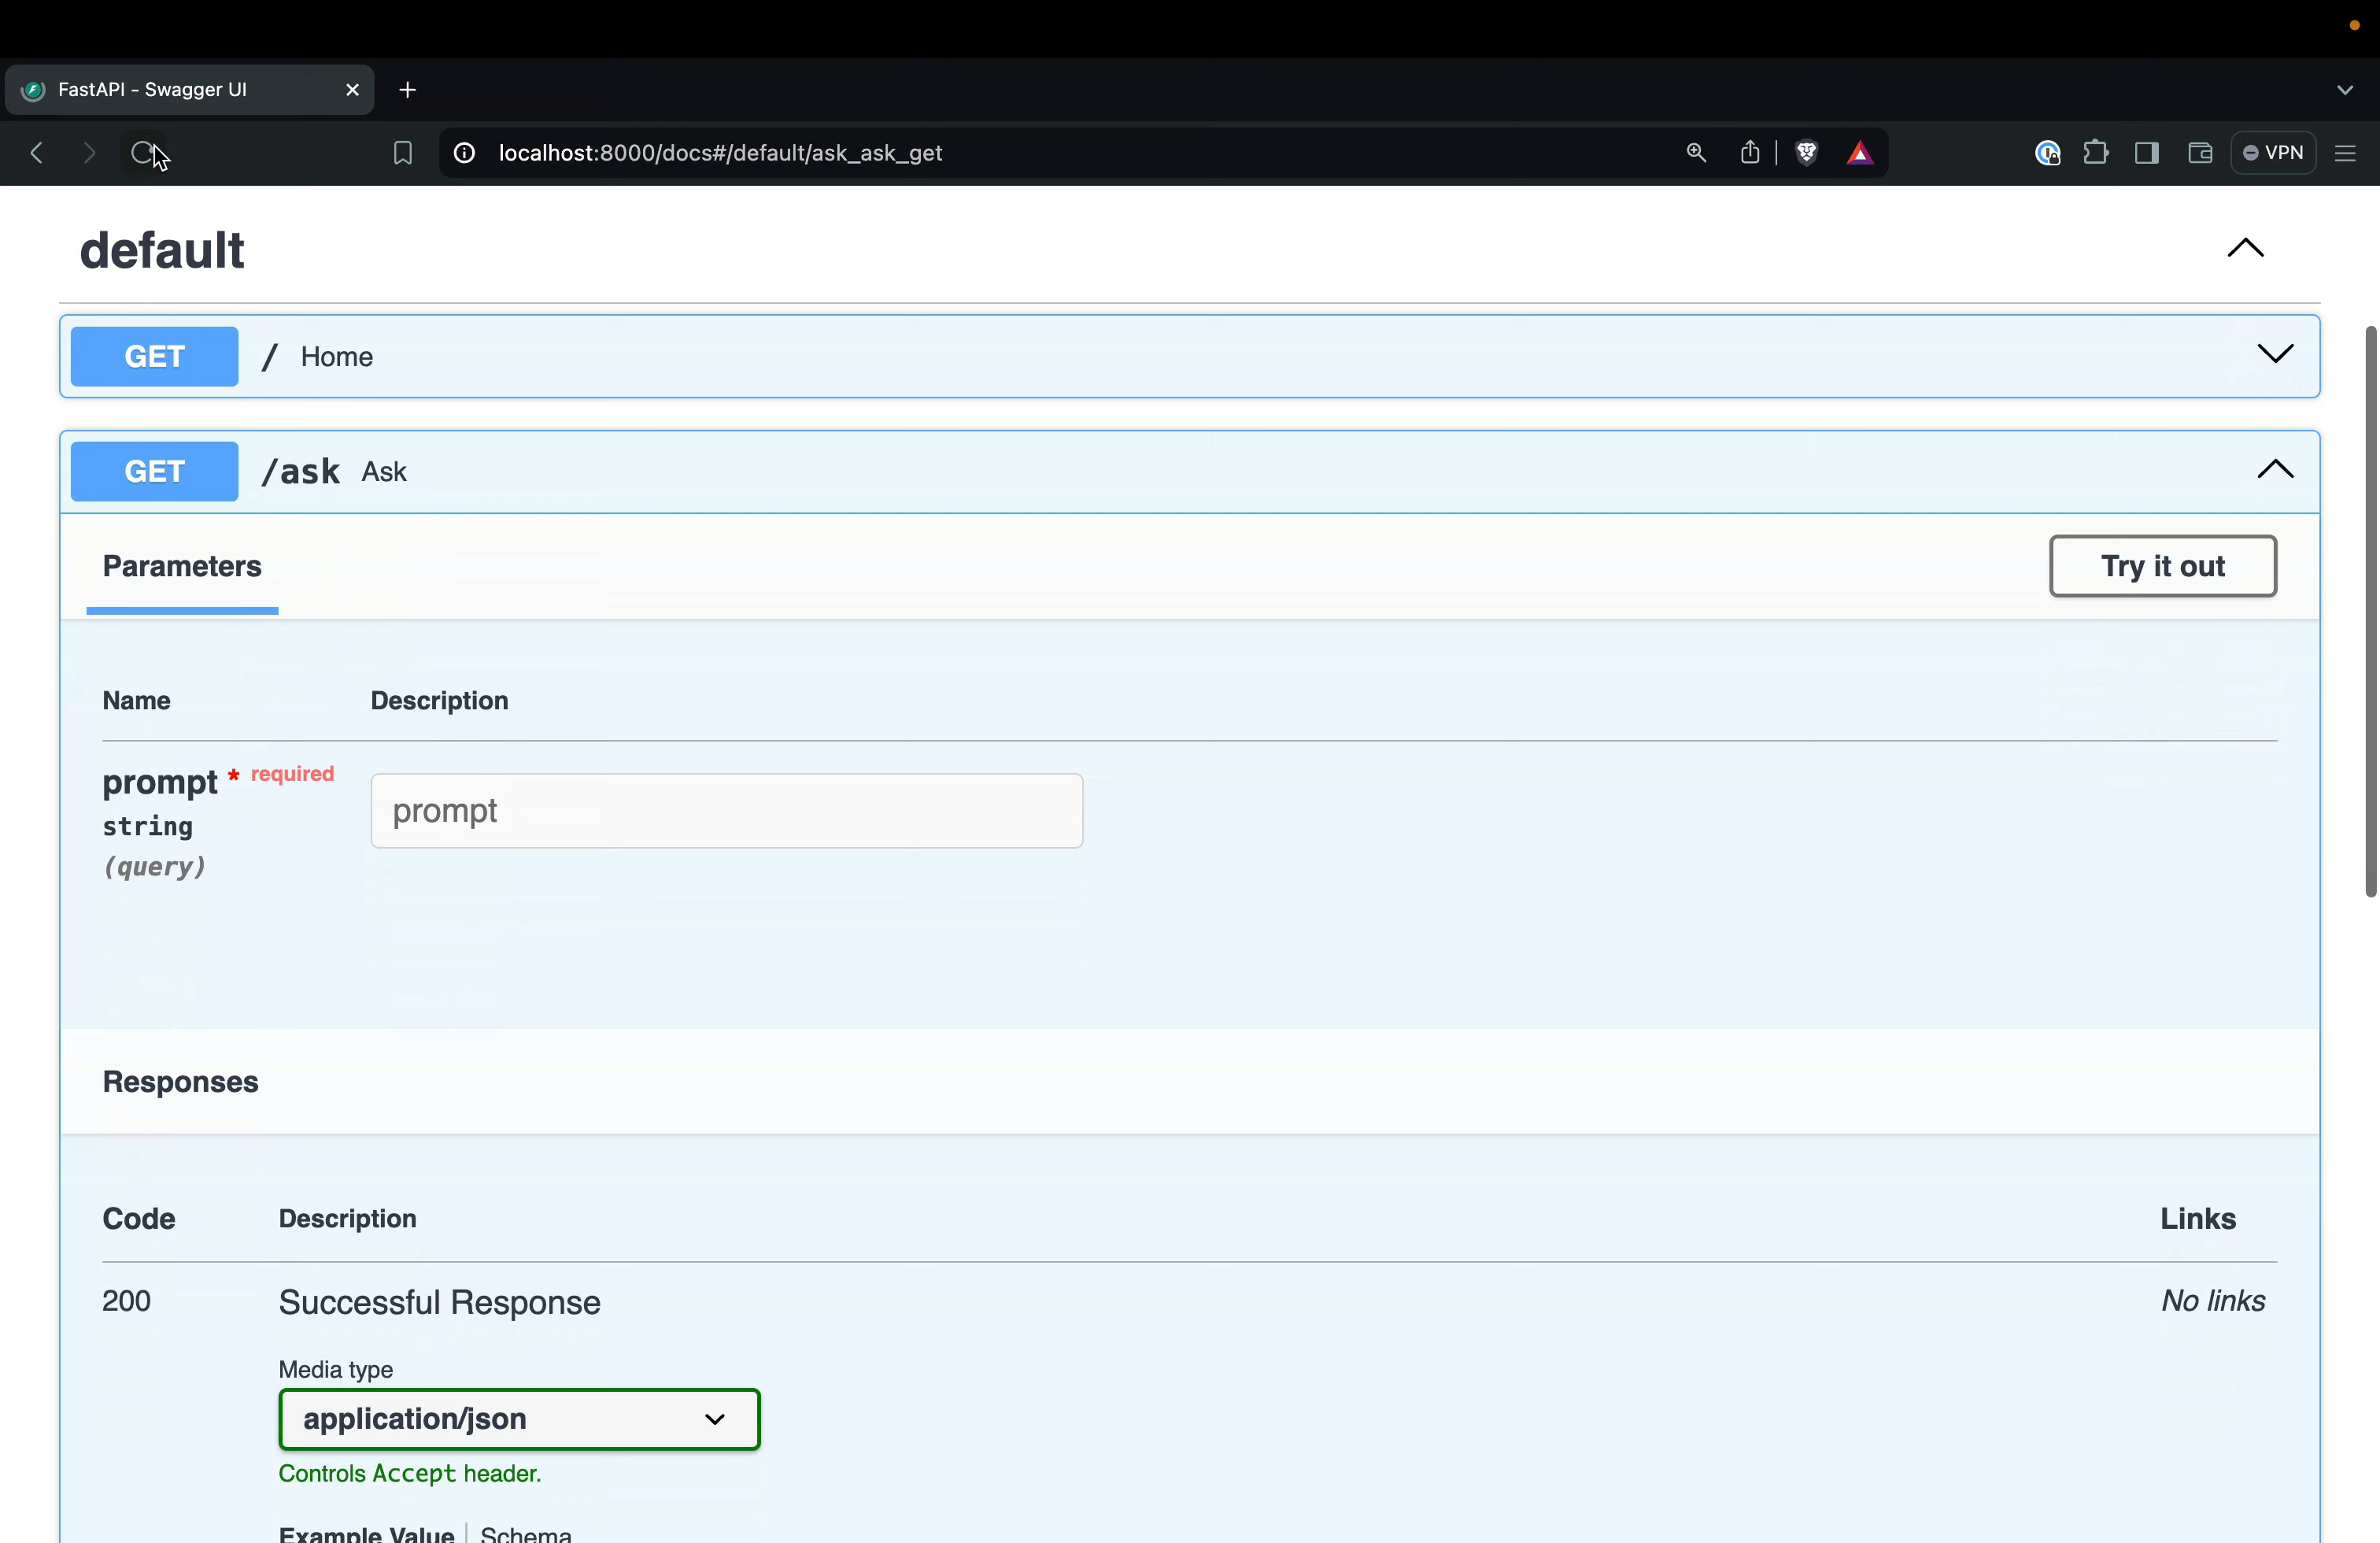 FastAPI - Swagger UI
localhost:8000/docs#/default/ask_ask_get
VPN
default
GET / Home
GET /ask Ask
Parameters
Try it out
Name Description
prompt * required
string
(query)
prompt
Responses
Code Description Links
200 Successful Response No links
Media type
application/json
Controls Accept header.
Example Value Schema